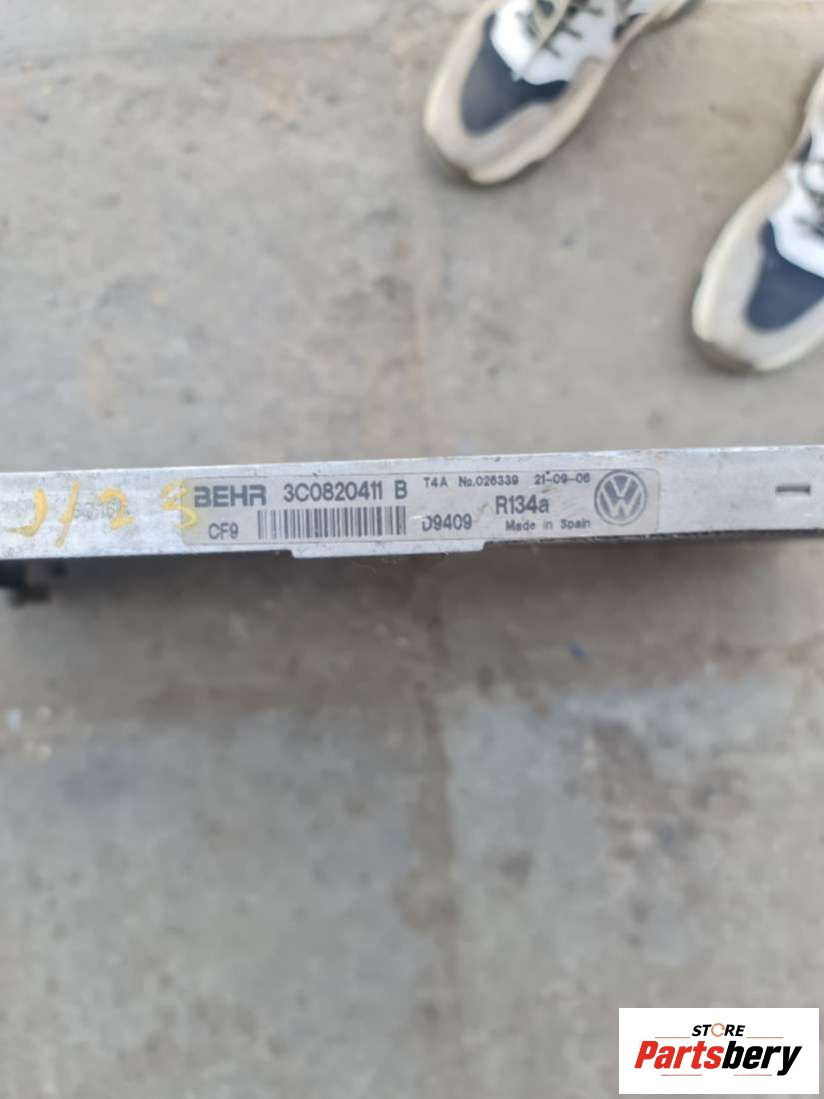 BEHR 3C0820411 B T4A No.026339 21-09-06
CF9 D9409 R134a
Made in Spain
STORE
Partsbery